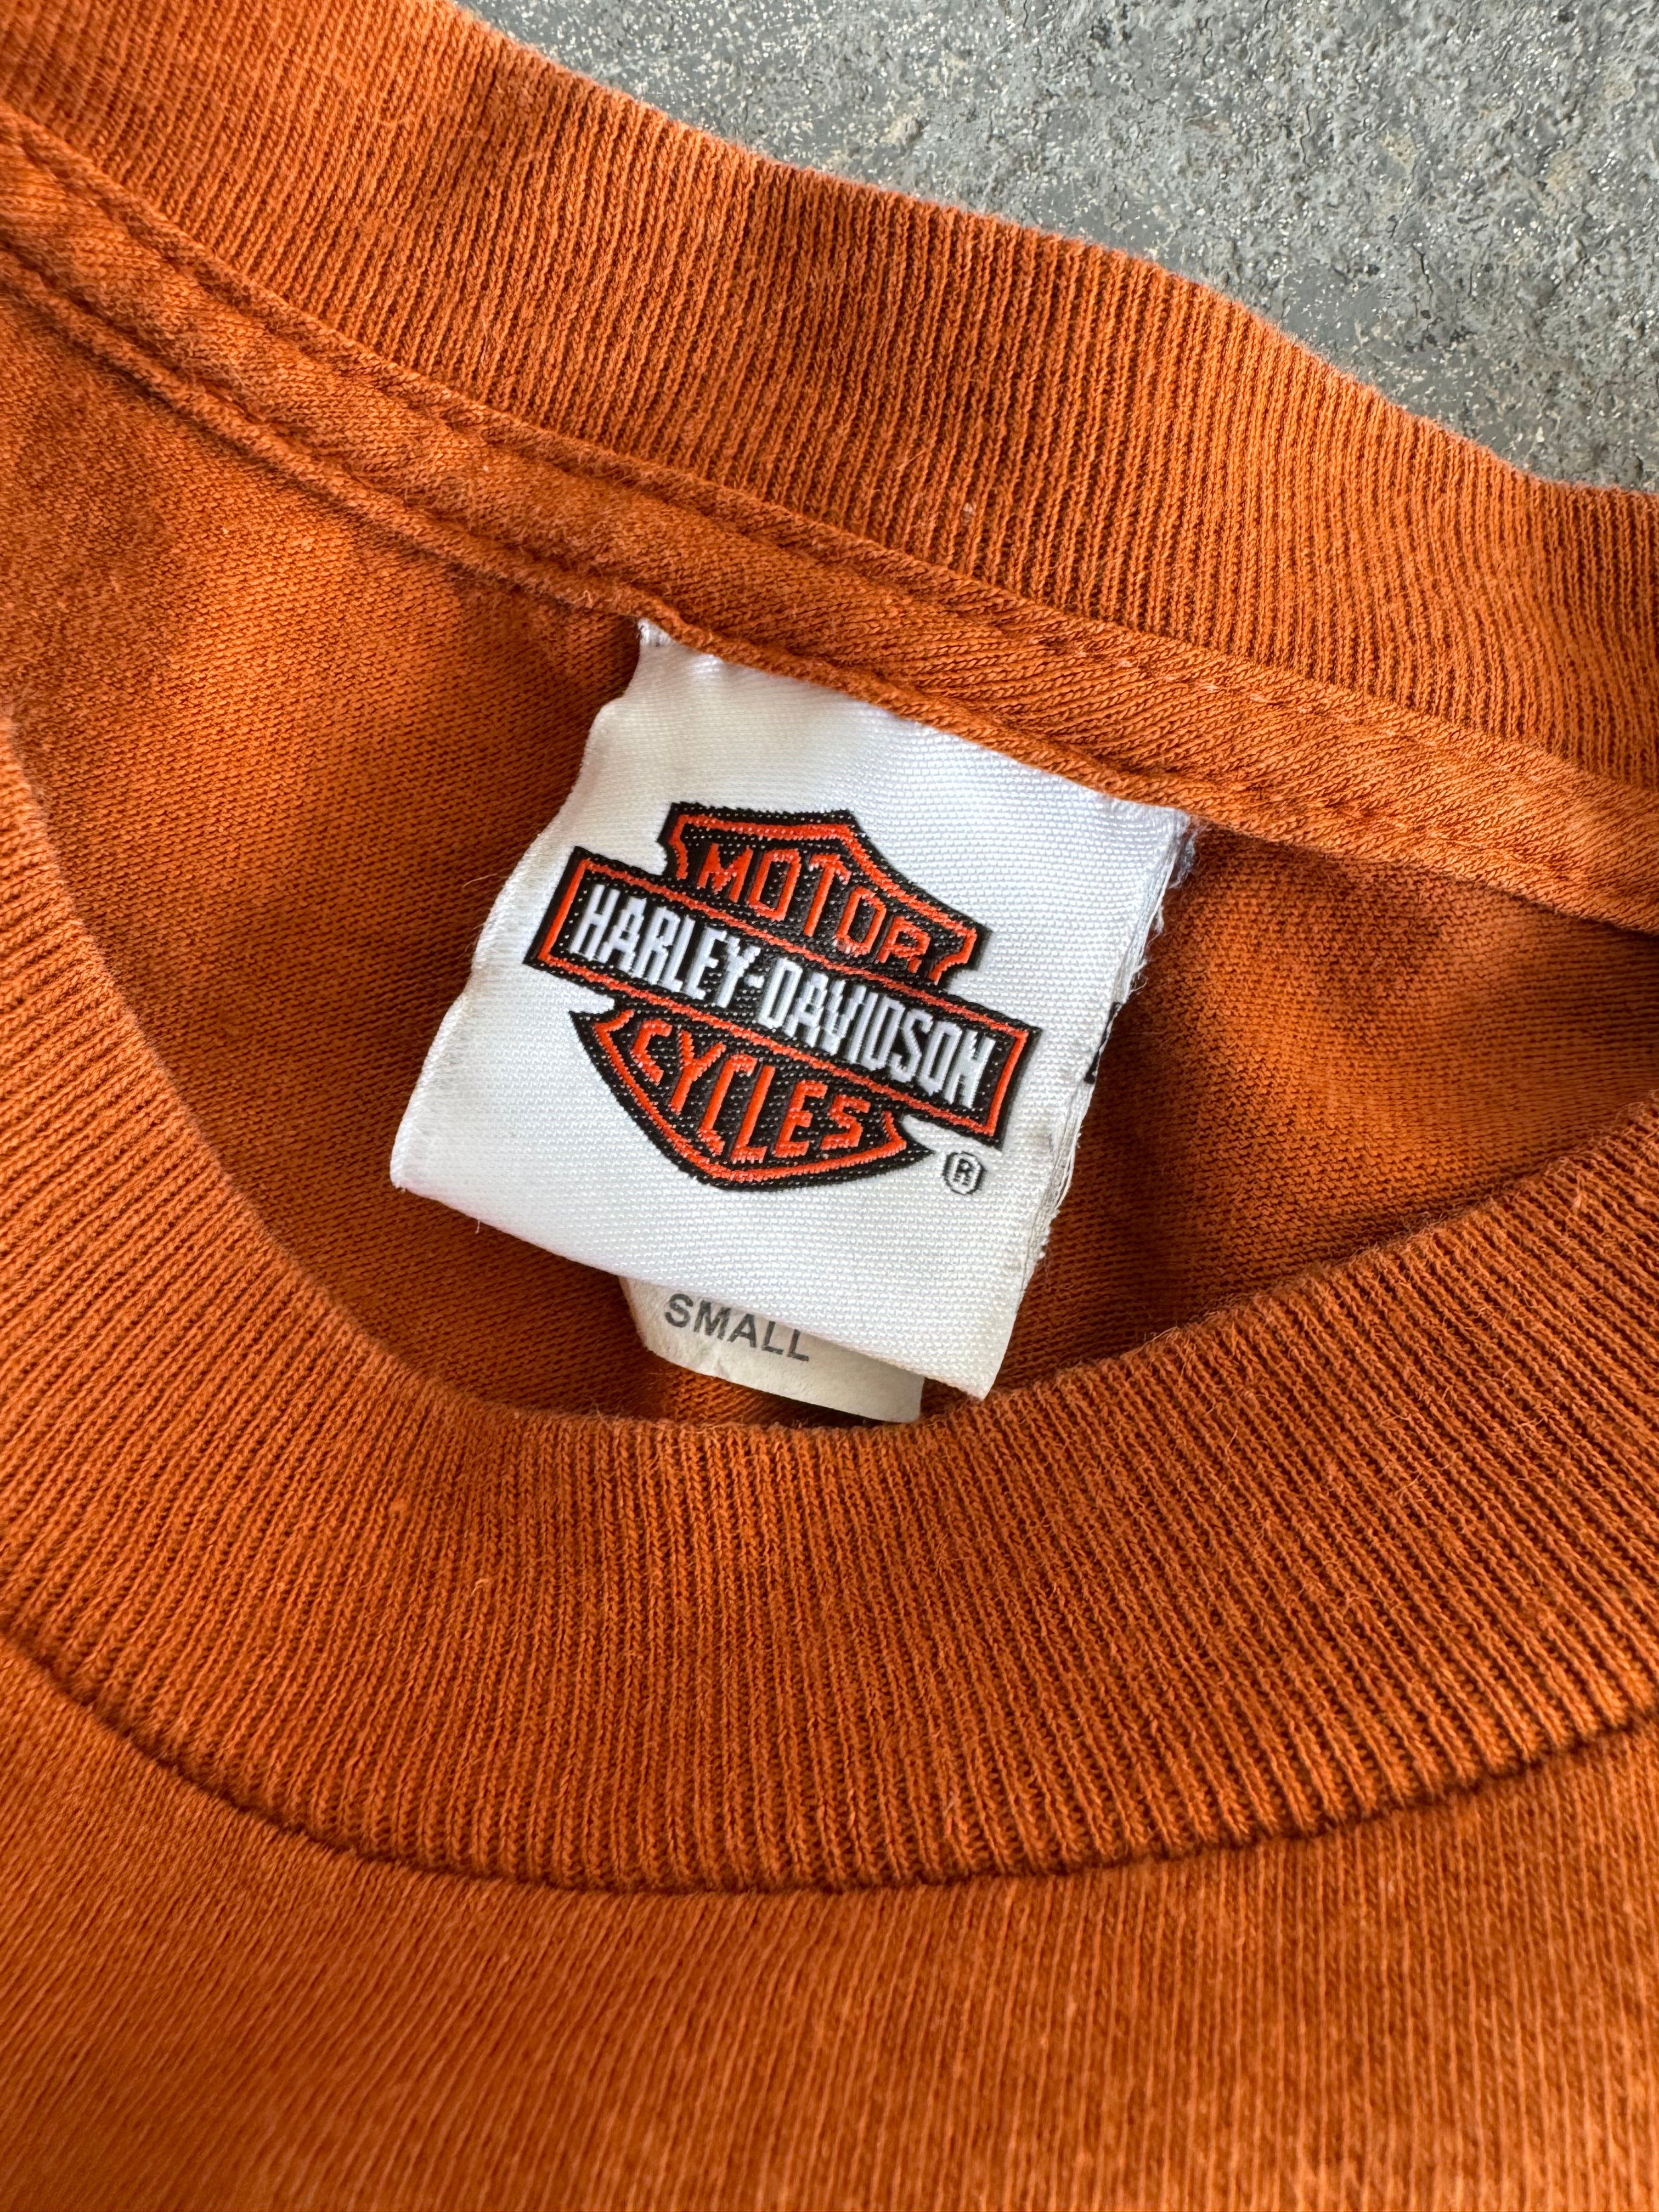 MOTOR
HARLEY-DAVIDSON
CYCLES
®
SMALL